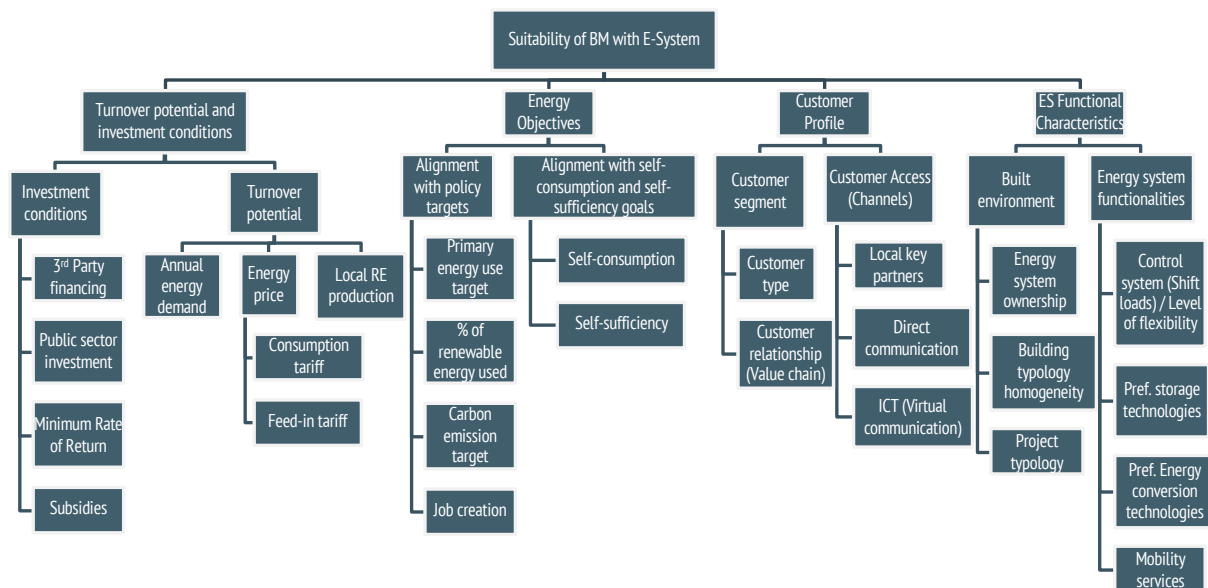 Suitability of BM with E-System
Turnover potential and
investment conditions
Energy
Objectives
Customer
Profile
ES Functional
Characteristics
Investment
conditions
Turnover
potential
Alignment
with policy
targets
Alignment with self-
consumption and self-
sufficiency goals
Customer
segment
Customer Access
(Channels)
Built
environment
Energy system
functionalities
3rd Party
financing
Public sector
investment
Minimum Rate
of Return
Subsidies
Annual
energy
demand
Energy
price
Local RE
production
Consumption
tariff
Feed-in tariff
Primary
energy use
target
% of
renewable
energy used
Carbon
emission
target
Job creation
Self-consumption
Self-sufficiency
Customer
type
Customer
relationship
(Value chain)
Local key
partners
Direct
communication
ICT (Virtual
communication)
Energy
system
ownership
Building
typology
homogeneity
Project
typology
Control
system (Shift
loads) / Level
of flexibility
Pref. storage
technologies
Pref. Energy
conversion
technologies
Mobility
services